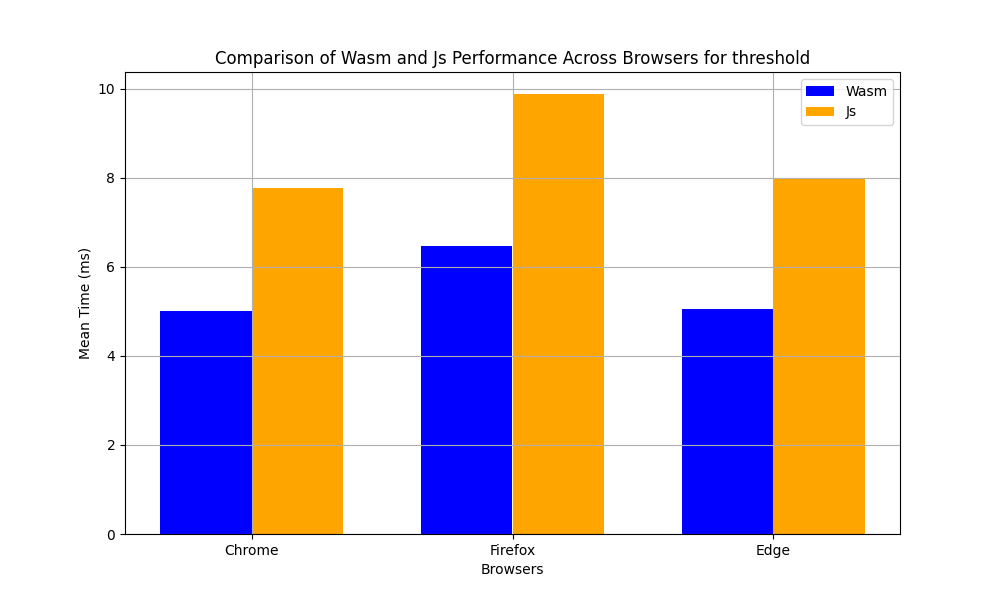 Comparison of Wasm and Js Performance Across Browsers for threshold
Wasm
Js
Mean Time (ms)
10
8
6
4
2
0
Chrome
Firefox
Edge
Browsers